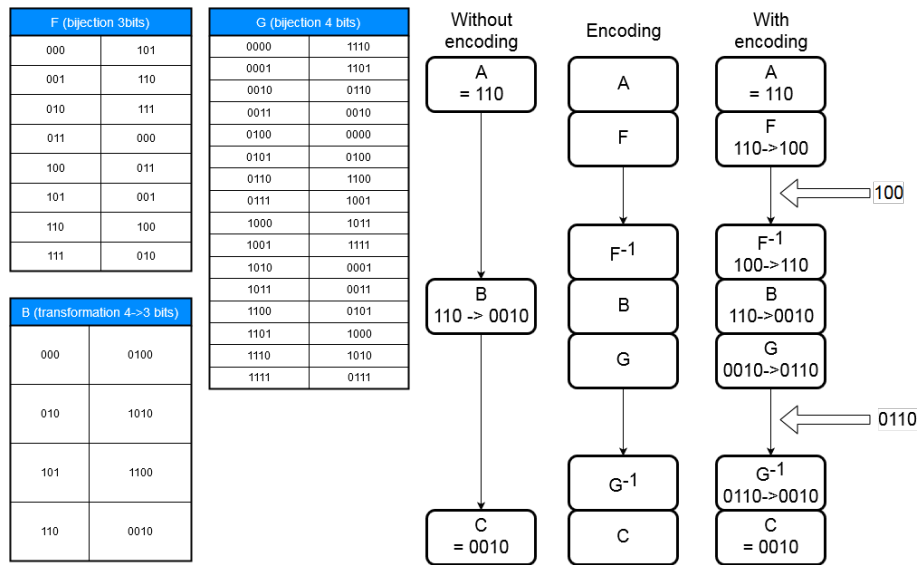 F (bijection 3bits)
000 101
001 110
010 111
011 000
100 011
101 001
110 100
111 010
B (transformation 4->3 bits)
000 0100
010 1010
101 1100
110 0010
G (bijection 4 bits)
0000 1110
0001 1101
0010 0110
0011 0010
0100 0000
0101 0100
0110 1100
0111 1001
1000 1011
1001 1111
1010 0001
1011 0011
1100 0101
1101 1000
1110 1010
1111 0111
Without
encoding
A
= 110
B
110 -> 0010
C
= 0010
Encoding
A
F
F-1
B
G
G-1
C
With
encoding
A
= 110
F
110->100
100
F-1
100->110
B
110->0010
G
0010->0110
0110
G-1
0110->0010
C
= 0010